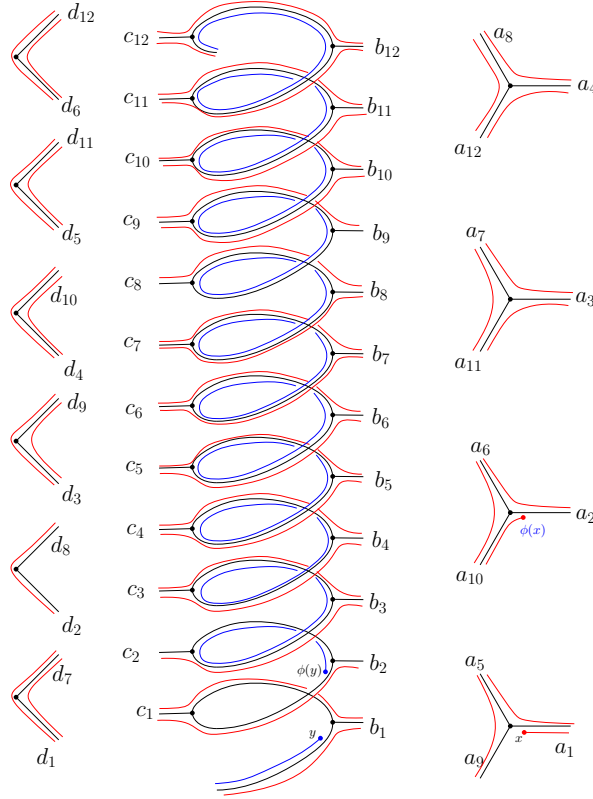 d12
c12
b12
a8
a4
d6
c11
b11
a12
d11
c10
b10
d5
c9
b9
a7
d10
c8
b8
a3
d4
c7
b7
a11
d9
c6
b6
a6
d3
c5
b5
a2
ϕ(x)
d8
c4
b4
a10
d2
c3
b3
d7
c2
ϕ(y)
b2
a5
c1
b1
y
x
a1
d1
a9